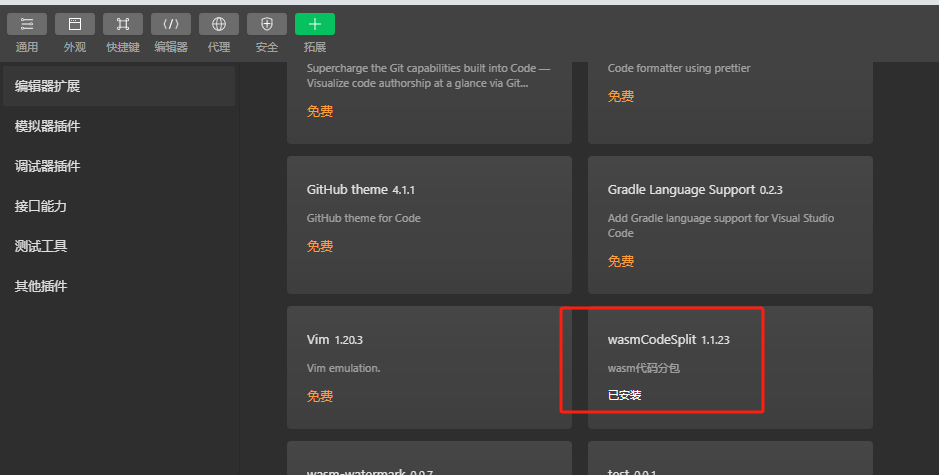 通用 外观 快捷键 编辑器 代理 安全 拓展
编辑器扩展
模拟器插件
调试器插件
接口能力
测试工具
其他插件
Supercharge the Git capabilities built into Code —
Visualize code authorship at a glance via Git...
免费
Code formatter using prettier
免费
GitHub theme 4.1.1
GitHub theme for Code
免费
Gradle Language Support 0.2.3
Add Gradle language support for Visual Studio
Code
免费
Vim 1.20.3
Vim emulation.
免费
wasmCodeSplit 1.1.23
wasm代码分包
已安装
wasm-watermark 0.0.7
test 0.0.1